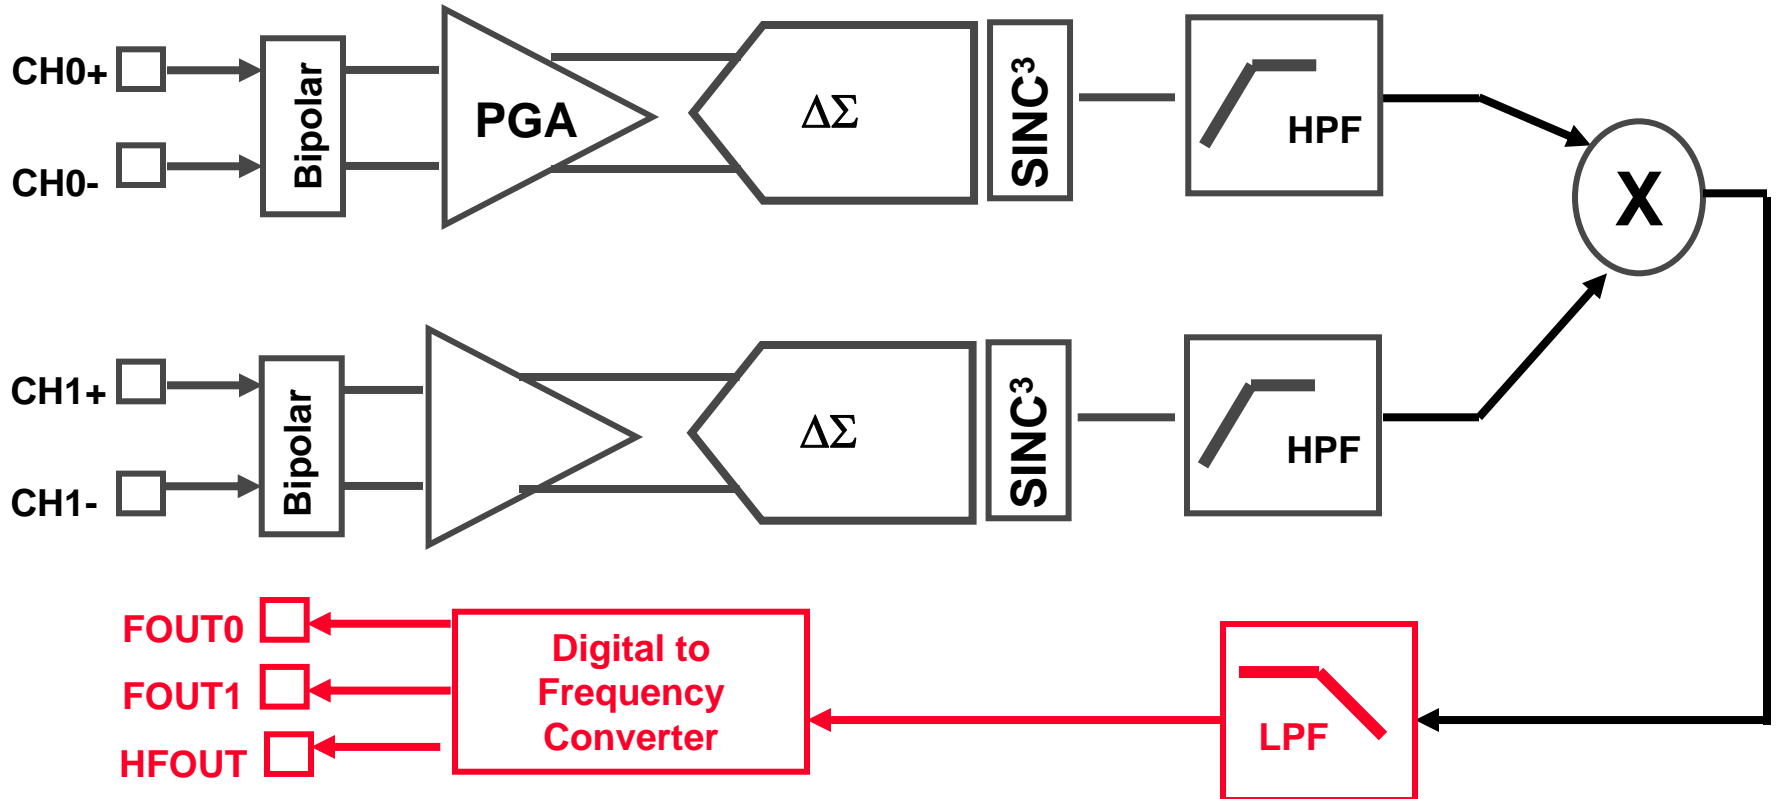 CH0+
CH0-
Bipolar
PGA
ΔΣ
SINC³
HPF
X
CH1+
CH1-
Bipolar
ΔΣ
SINC³
HPF
FOUT0
FOUT1
HFOUT
Digital to
Frequency
Converter
LPF